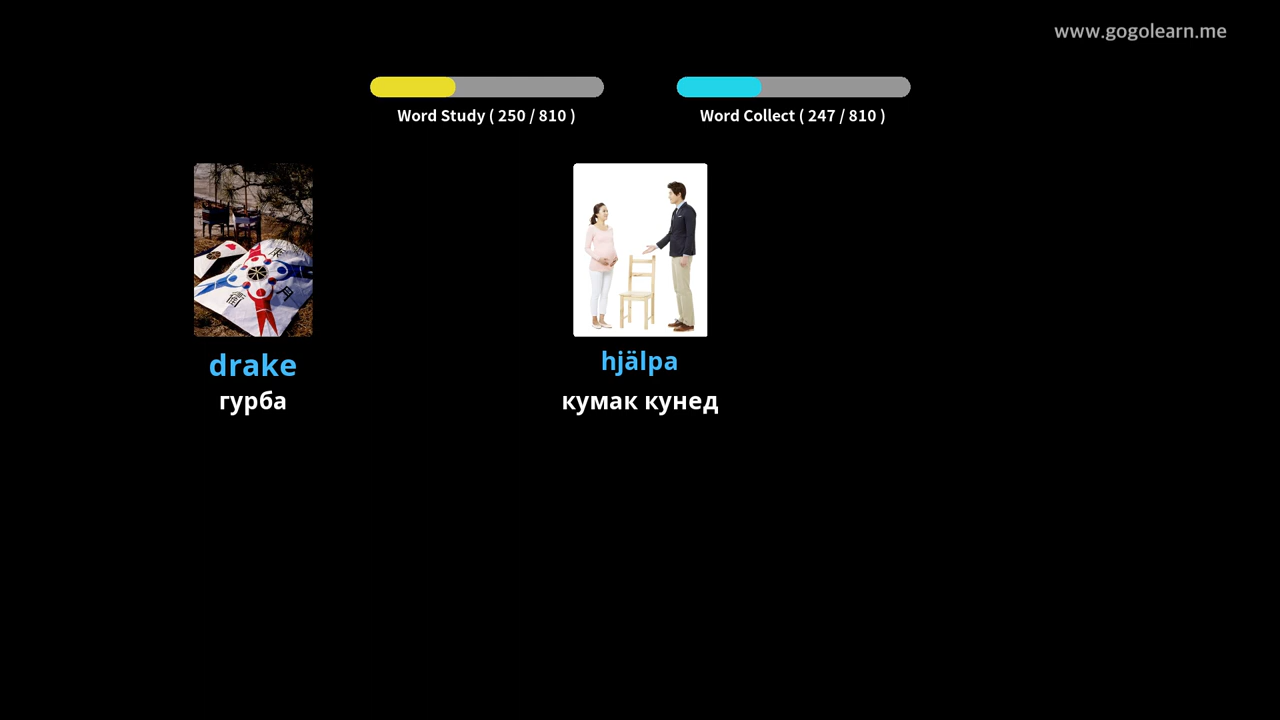 www.gogolearn.me
Word Study ( 250 / 810 )
Word Collect ( 247 / 810 )
drake
гурба
hjälpa
кумак кунед